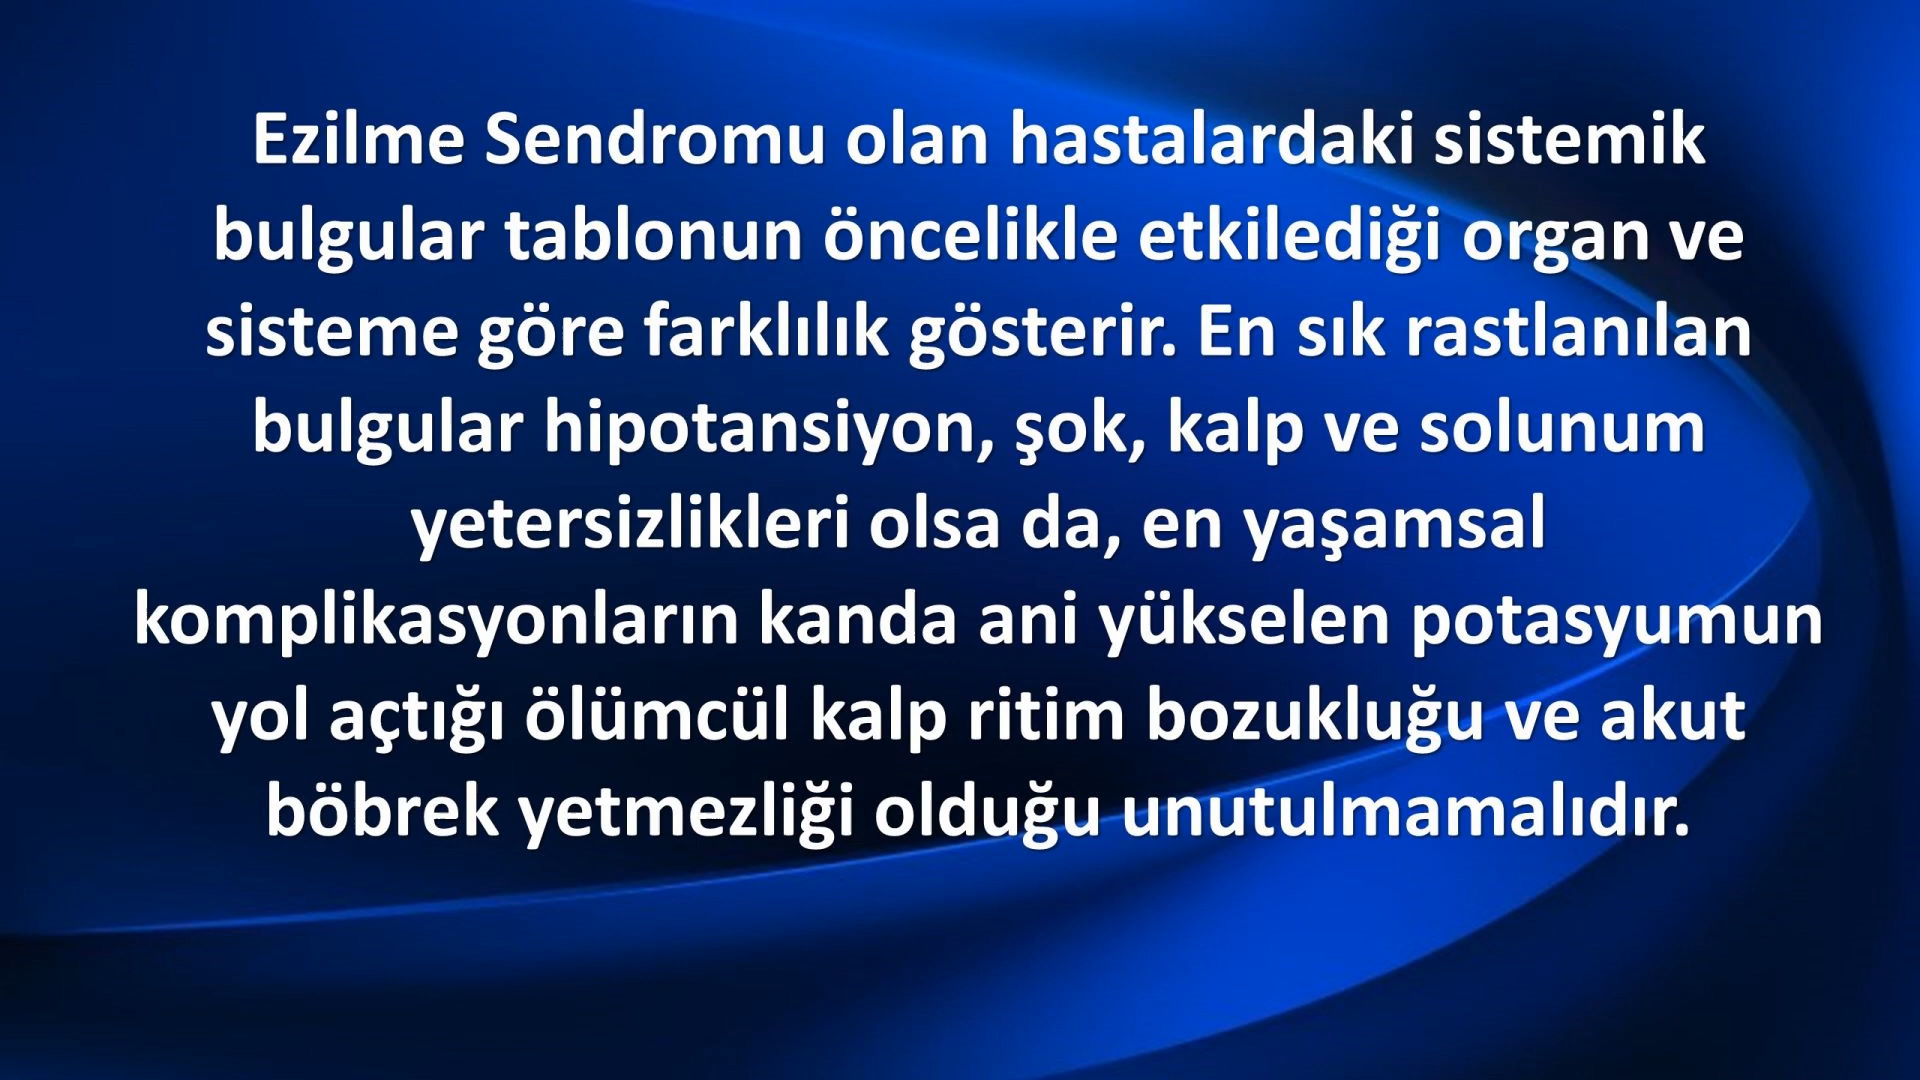 Ezilme Sendromu olan hastalardaki sistemik
bulgular tablonun öncelikle etkilediği organ ve
sisteme göre farklılık gösterir. En sık rastlanılan
bulgular hipotansiyon, şok, kalp ve solunum
yetersizlikleri olsa da, en yaşamsal
komplikasyonların kanda ani yükselen potasyumun
yol açtığı ölümcül kalp ritim bozukluğu ve akut
böbrek yetmezliği olduğu unutulmamalıdır.